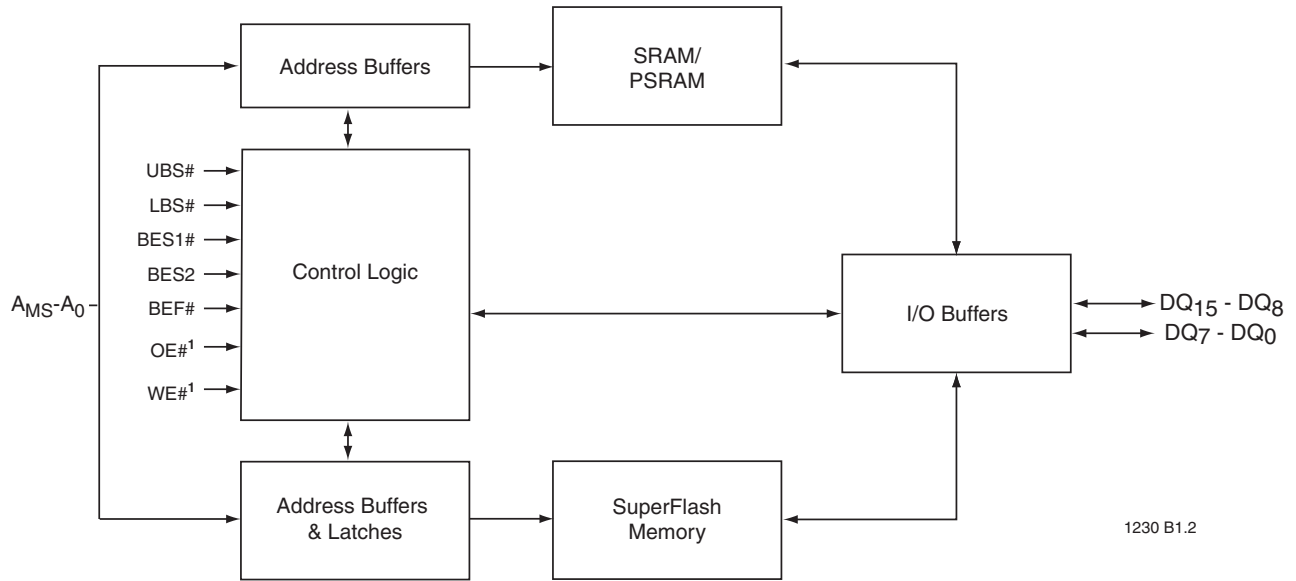 Address Buffers
SRAM/
PSRAM
UBS#
LBS#
BES1#
BES2
BEF#
OE#¹
WE#¹
Control Logic
AMS-A0
I/O Buffers
DQ15 - DQ8
DQ7 - DQ0
Address Buffers
& Latches
SuperFlash
Memory
1230 B1.2